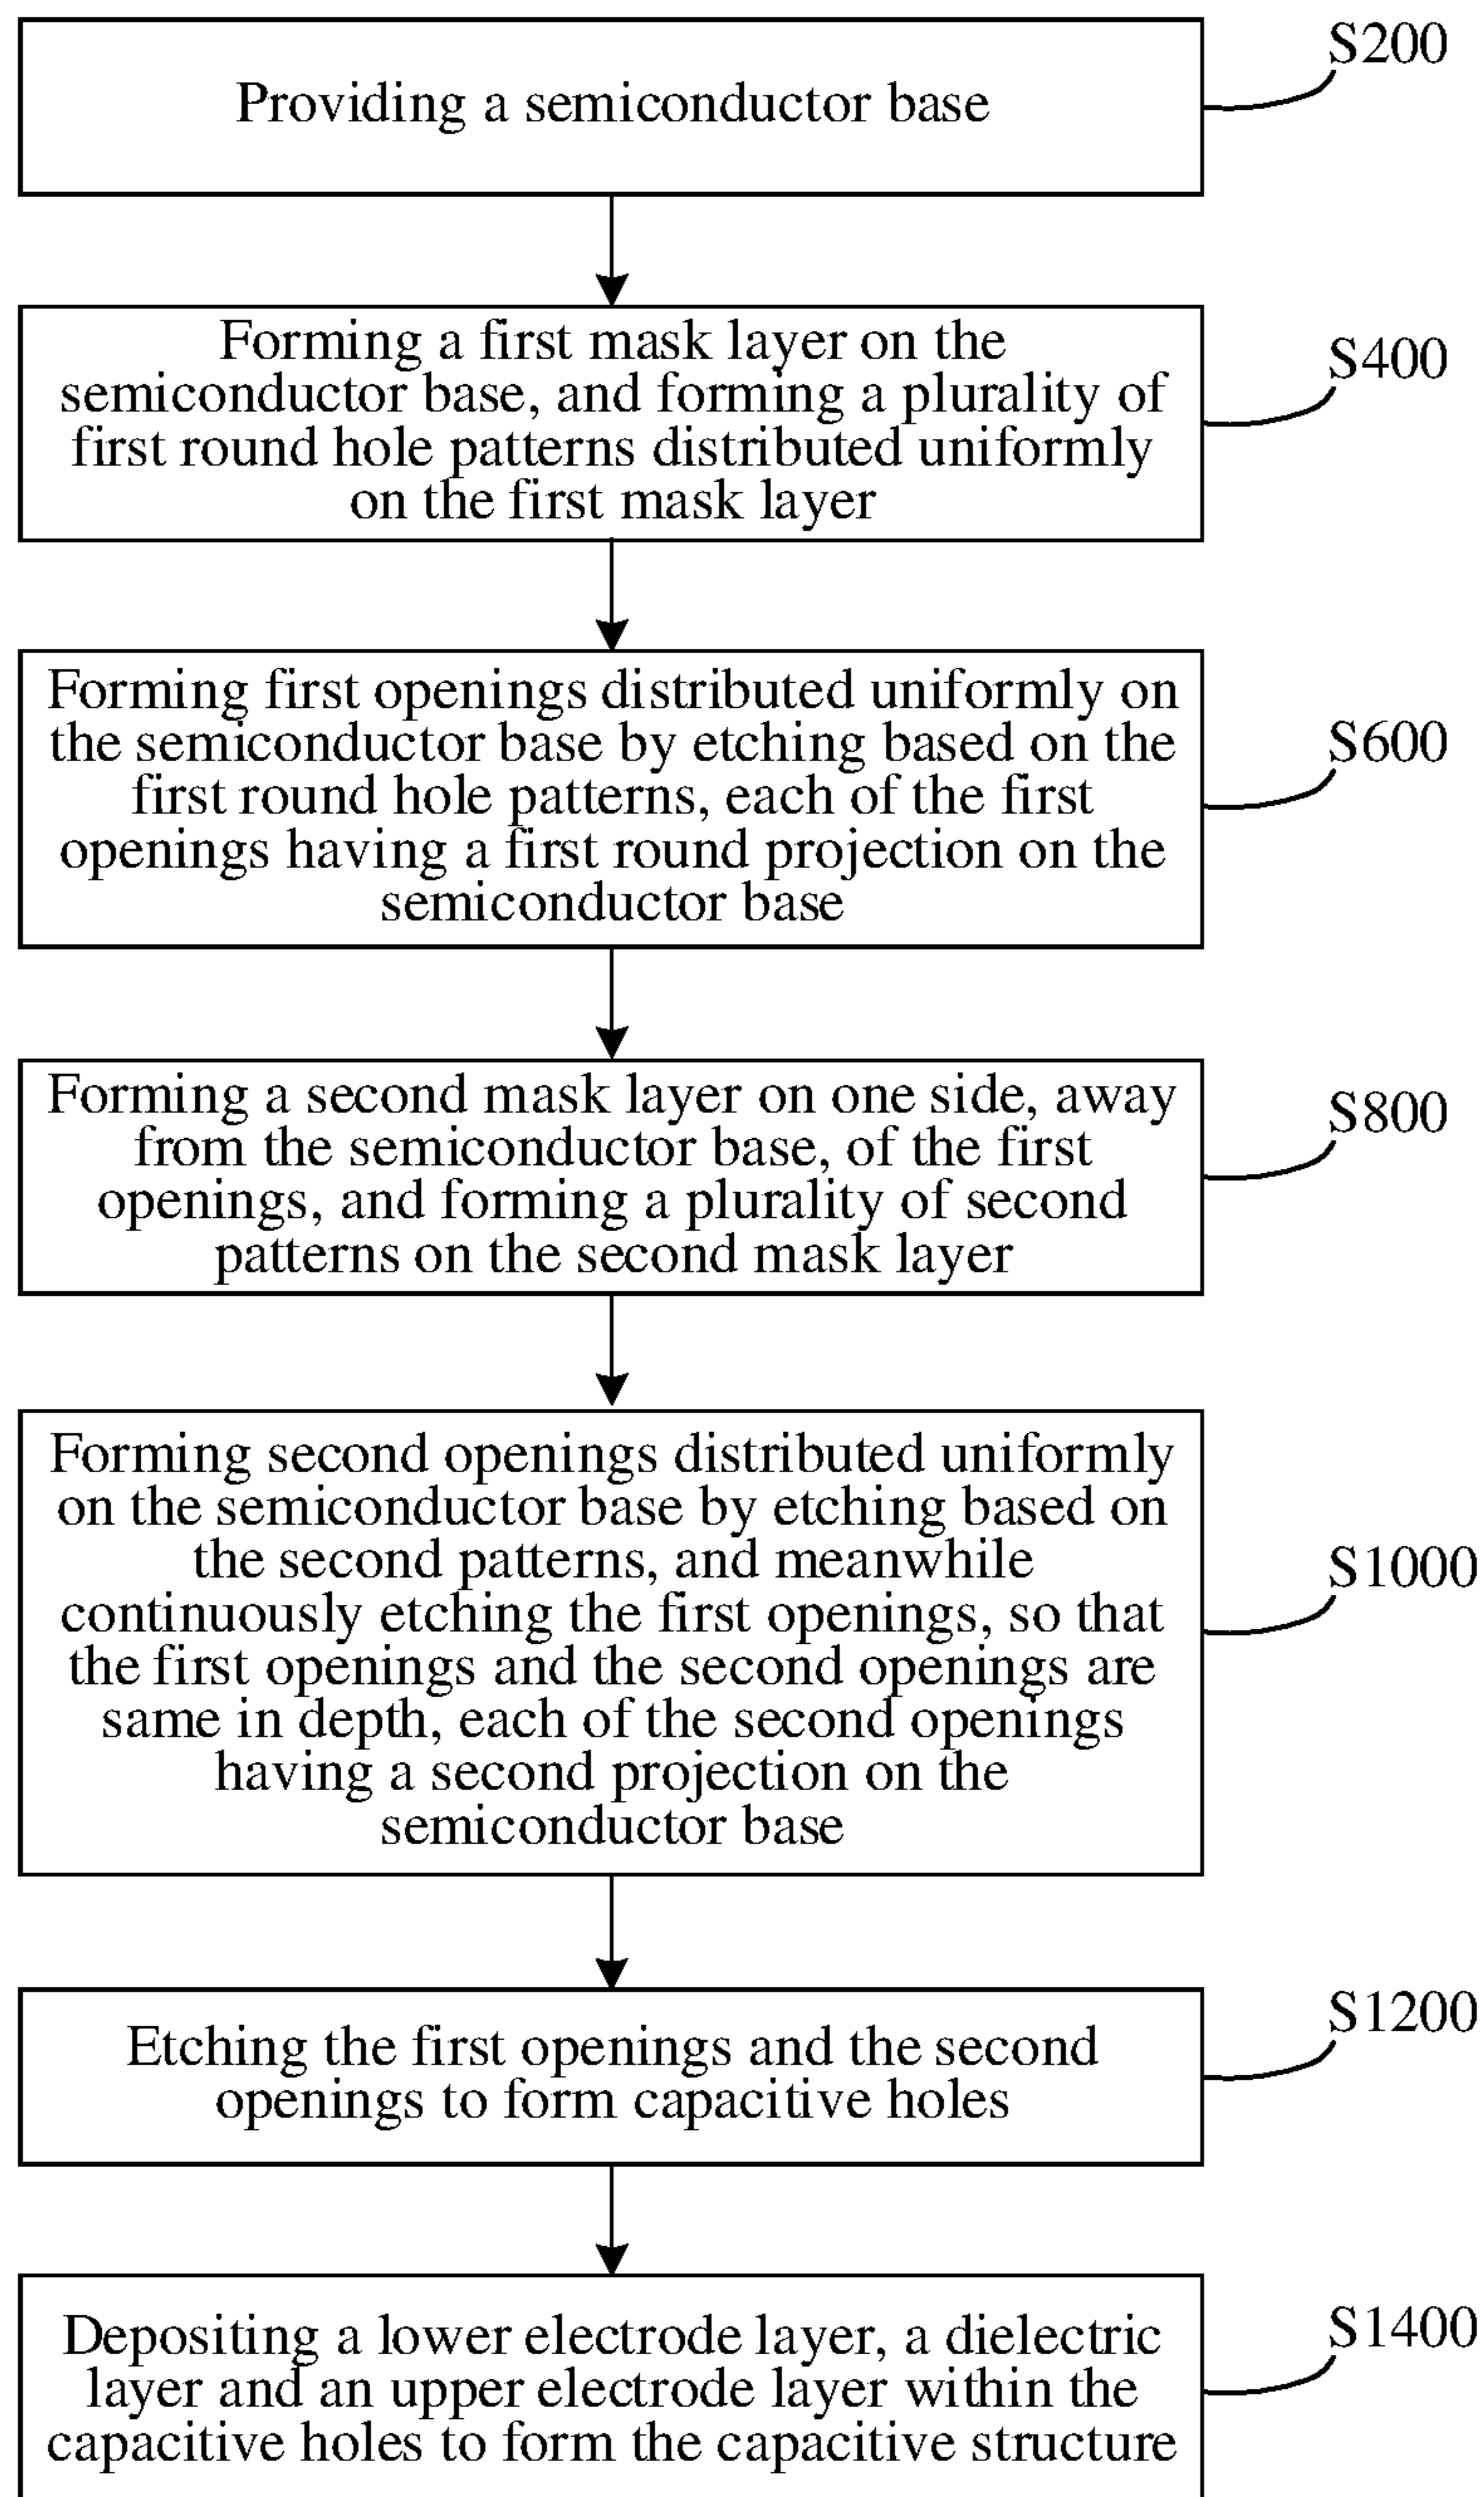 Providing a semiconductor base
S200
Forming a first mask layer on the
semiconductor base, and forming a plurality of
first round hole patterns distributed uniformly
on the first mask layer
S400
Forming first openings distributed uniformly on
the semiconductor base by etching based on the
first round hole patterns, each of the first
openings having a first round projection on the
semiconductor base
S600
Forming a second mask layer on one side, away
from the semiconductor base, of the first
openings, and forming a plurality of second
patterns on the second mask layer
S800
Forming second openings distributed uniformly
on the semiconductor base by etching based on
the second patterns, and meanwhile
continuously etching the first openings, so that
the first openings and the second openings are
same in depth, each of the second openings
having a second projection on the
semiconductor base
S1000
Etching the first openings and the second
openings to form capacitive holes
S1200
Depositing a lower electrode layer, a dielectric
layer and an upper electrode layer within the
capacitive holes to form the capacitive structure
S1400